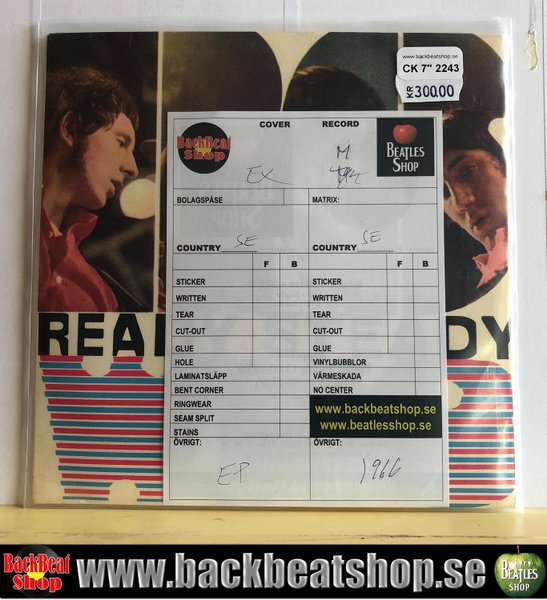 www.backbeatshop.se
CK 7" 2243
KR 300.00
BackBeat Shop
COVER RECORD
BEATLES SHOP
EX M
BOLAGSPÅSE MATRIX:
COUNTRY SE COUNTRY SE
F B F B
STICKER STICKER
WRITTEN WRITTEN
TEAR TEAR
CUT-OUT CUT-OUT
GLUE GLUE
HOLE VINYLBUBBLOR
LAMINATSLÄPP VÄRMESKADA
BENT CORNER NO CENTER
RINGWEAR
SEAM SPLIT
STAINS
www.backbeatshop.se
www.beatlesshop.se
ÖVRIGT: ÖVRIGT:
EP 1966
REA DY
BackBeat Shop www.backbeatshop.se BEATLES SHOP